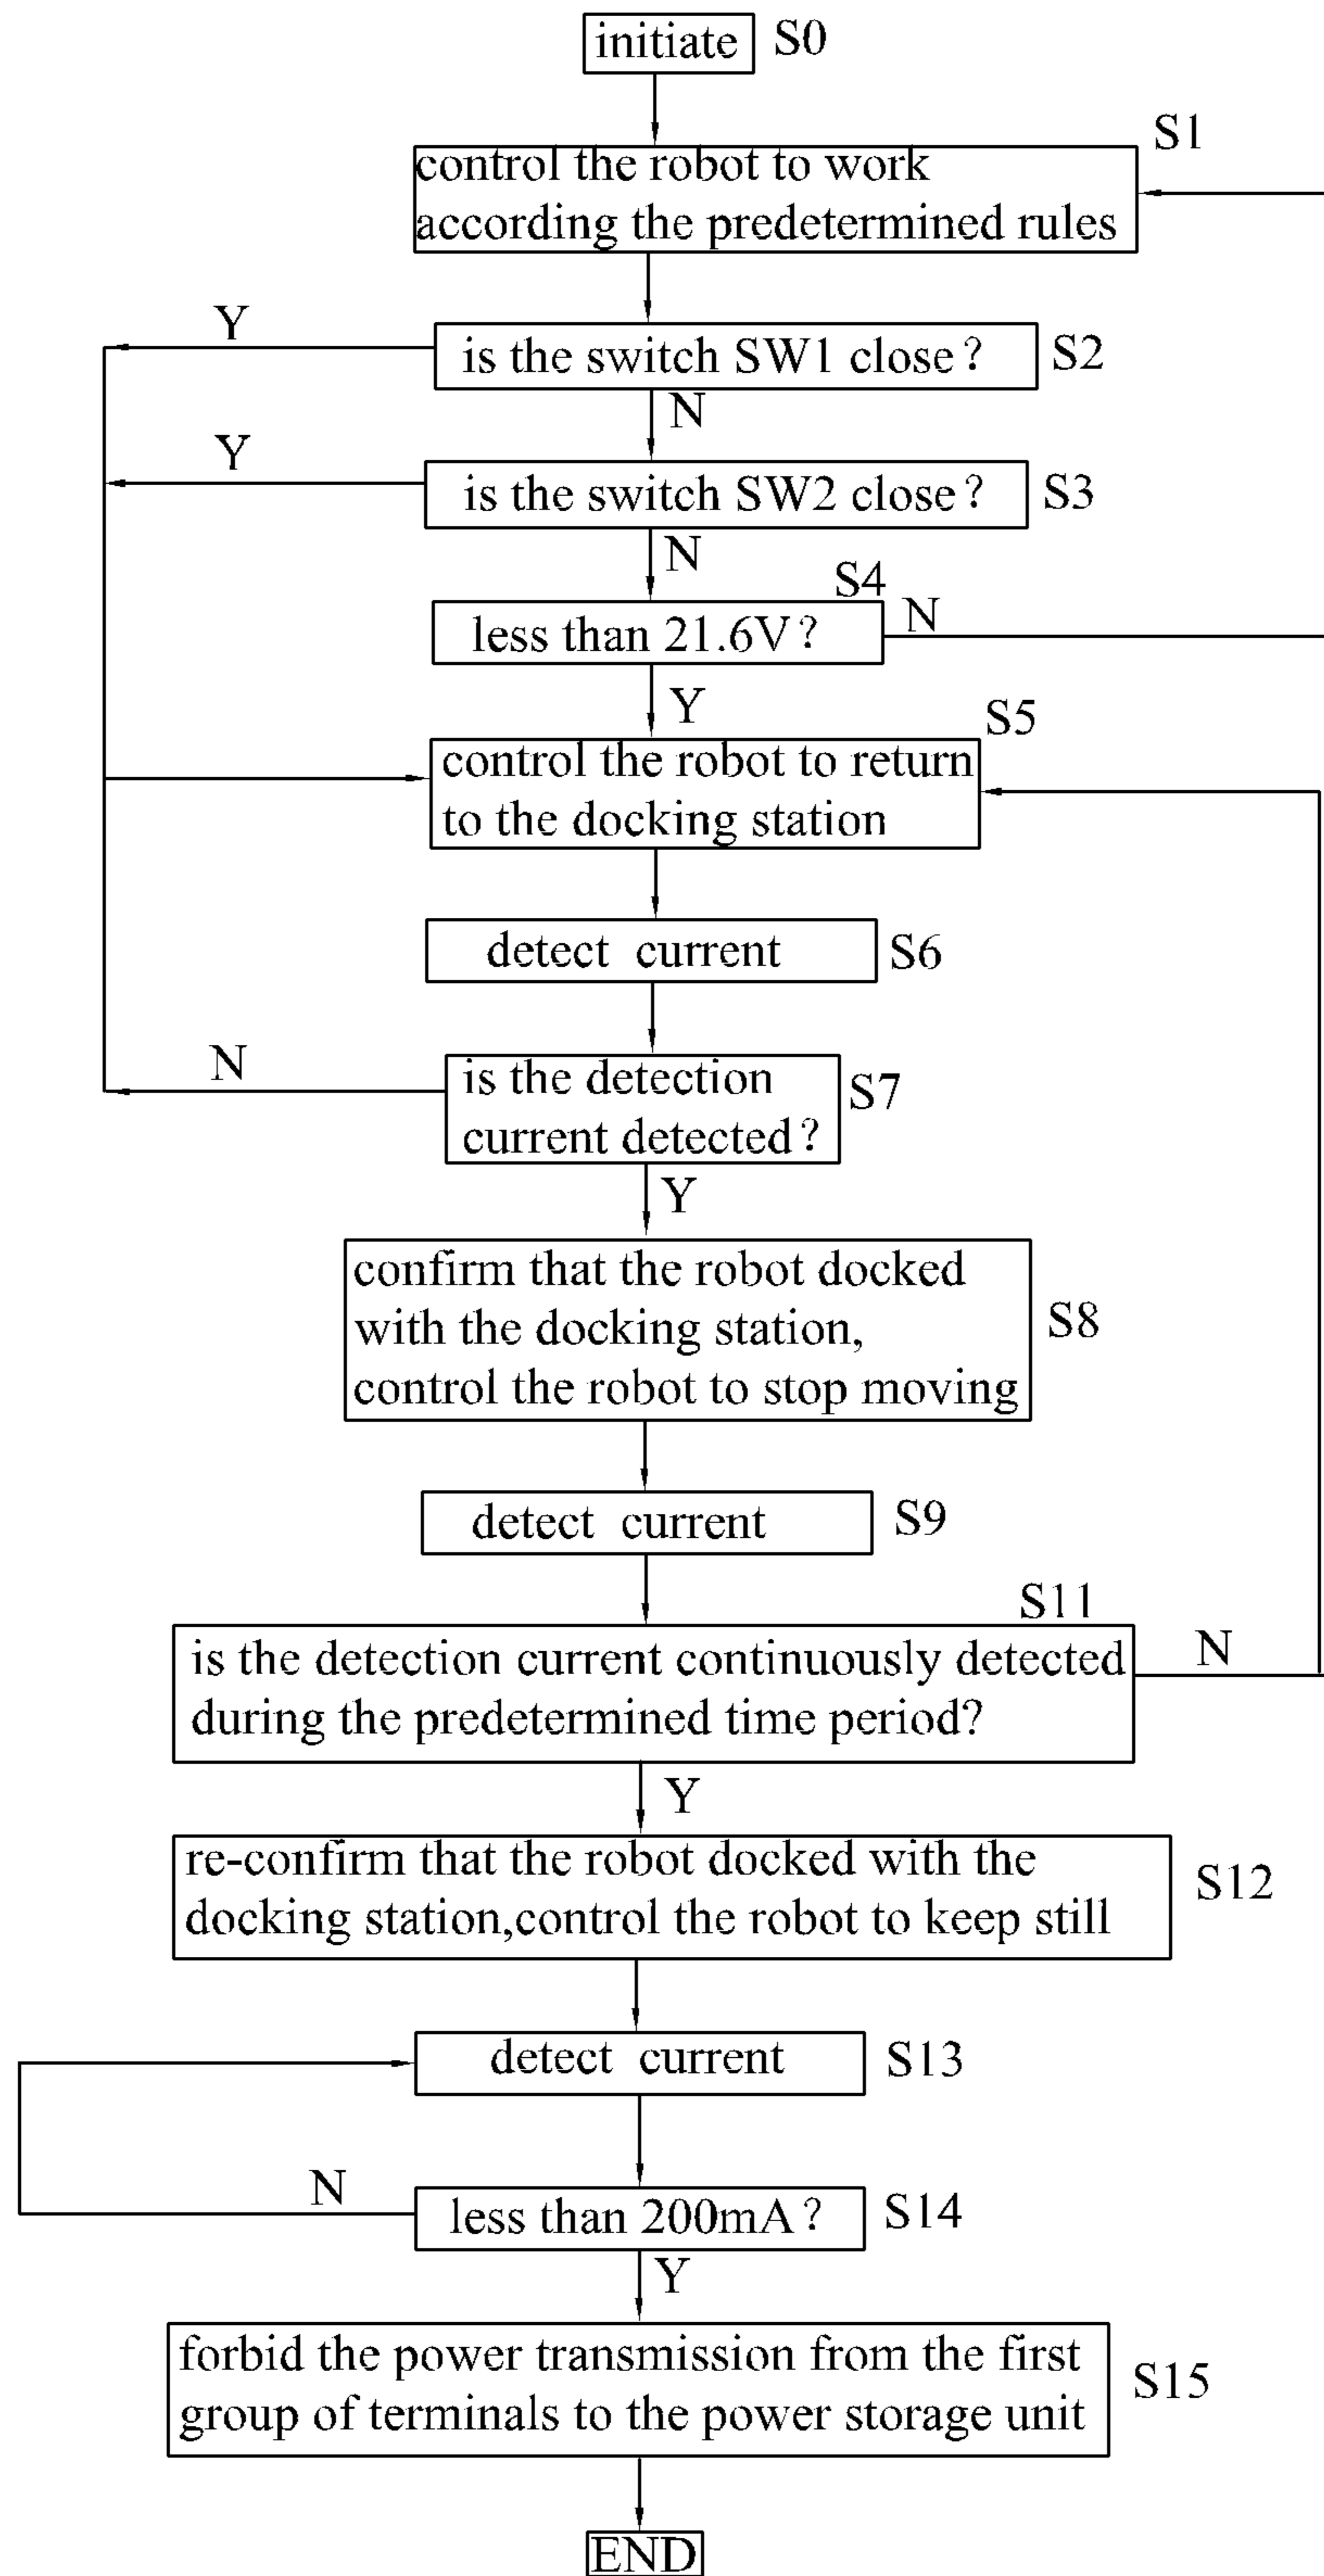 initiate S0
S1
control the robot to work
according the predetermined rules
Y
is the switch SW1 close? S2
N
Y
is the switch SW2 close? S3
N
S4
less than 21.6V? N
Y
S5
control the robot to return
to the docking station
detect current S6
N
is the detection
current detected?
S7
Y
confirm that the robot docked
with the docking station,
control the robot to stop moving
S8
detect current S9
S11
is the detection current continuously detected
during the predetermined time period?
N
Y
re-confirm that the robot docked with the
docking station,control the robot to keep still
S12
detect current S13
N
less than 200mA? S14
Y
forbid the power transmission from the first
group of terminals to the power storage unit
S15
END